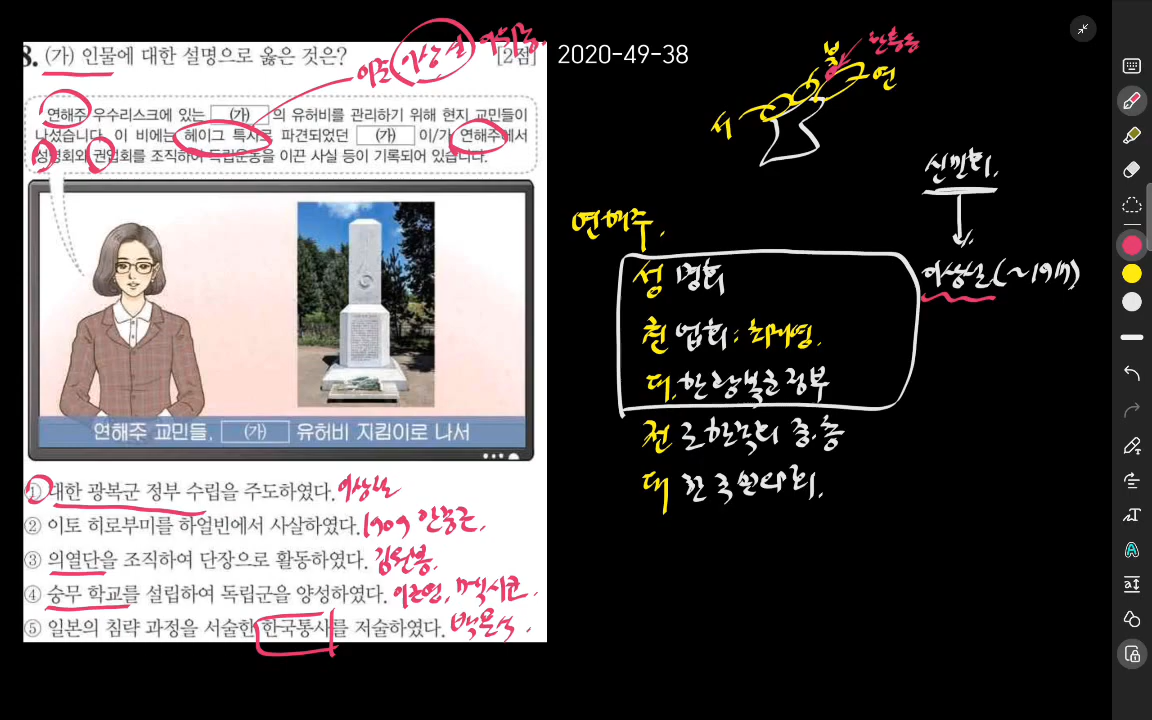 8. (가) 인물에 대한 설명으로 옳은 것은? [2점]
이준 이상설 이위종.
연해주 우수리스크에 있는 (가) 의 유허비를 관리하기 위해 현지 교민들이
나섰습니다. 이 비에는 헤이그 특사로 파견되었던 (가) 이/가 연해주에서
성명회와 권업회를 조직하여 독립운동을 이끈 사실 등이 기록되어 있습니다.
연해주 교민들, (가) 유허비 지킴이로 나서
① 대한 광복군 정부 수립을 주도하였다. 이상설
② 이토 히로부미를 하얼빈에서 사살하였다. 1909 안중근.
③ 의열단을 조직하여 단장으로 활동하였다. 김원봉.
④ 숭무 학교를 설립하여 독립군을 양성하였다. 이근영, 멕시코.
⑤ 일본의 침략 과정을 서술한 한국통사를 저술하였다. 박은식.
2020-49-38
서
북
연
신민회.
연해주.
성명회
이상설(~1917)
권업회 : 최재형.
대.한광복군정부
전로한족회 중.총
대한국민의회.